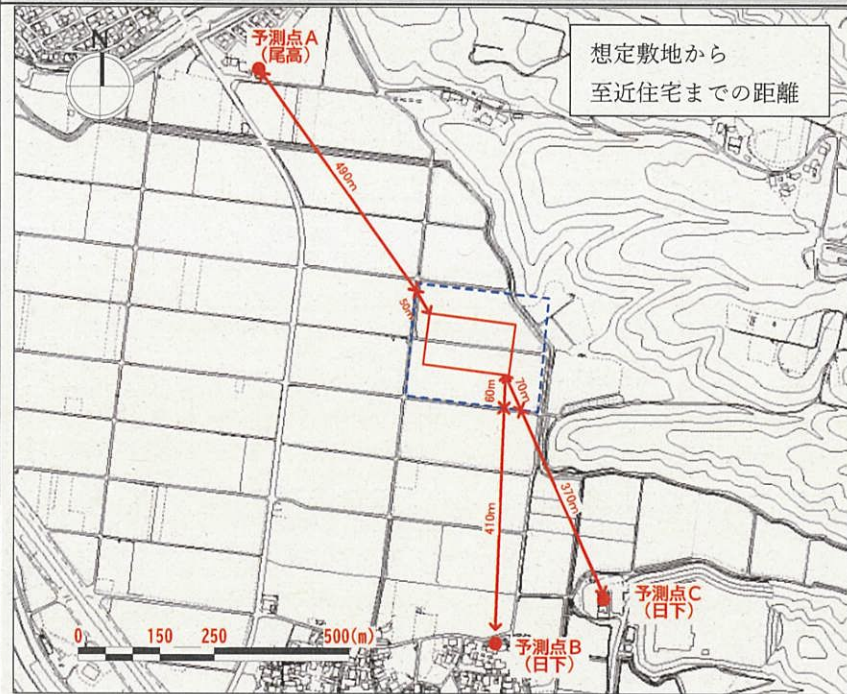 想定敷地から
至近住宅までの距離
N
予測点A
(尾高)
490m
50m
60m
70m
410m
370m
予測点C
(日下)
予測点B
(日下)
0 150 250 500(m)